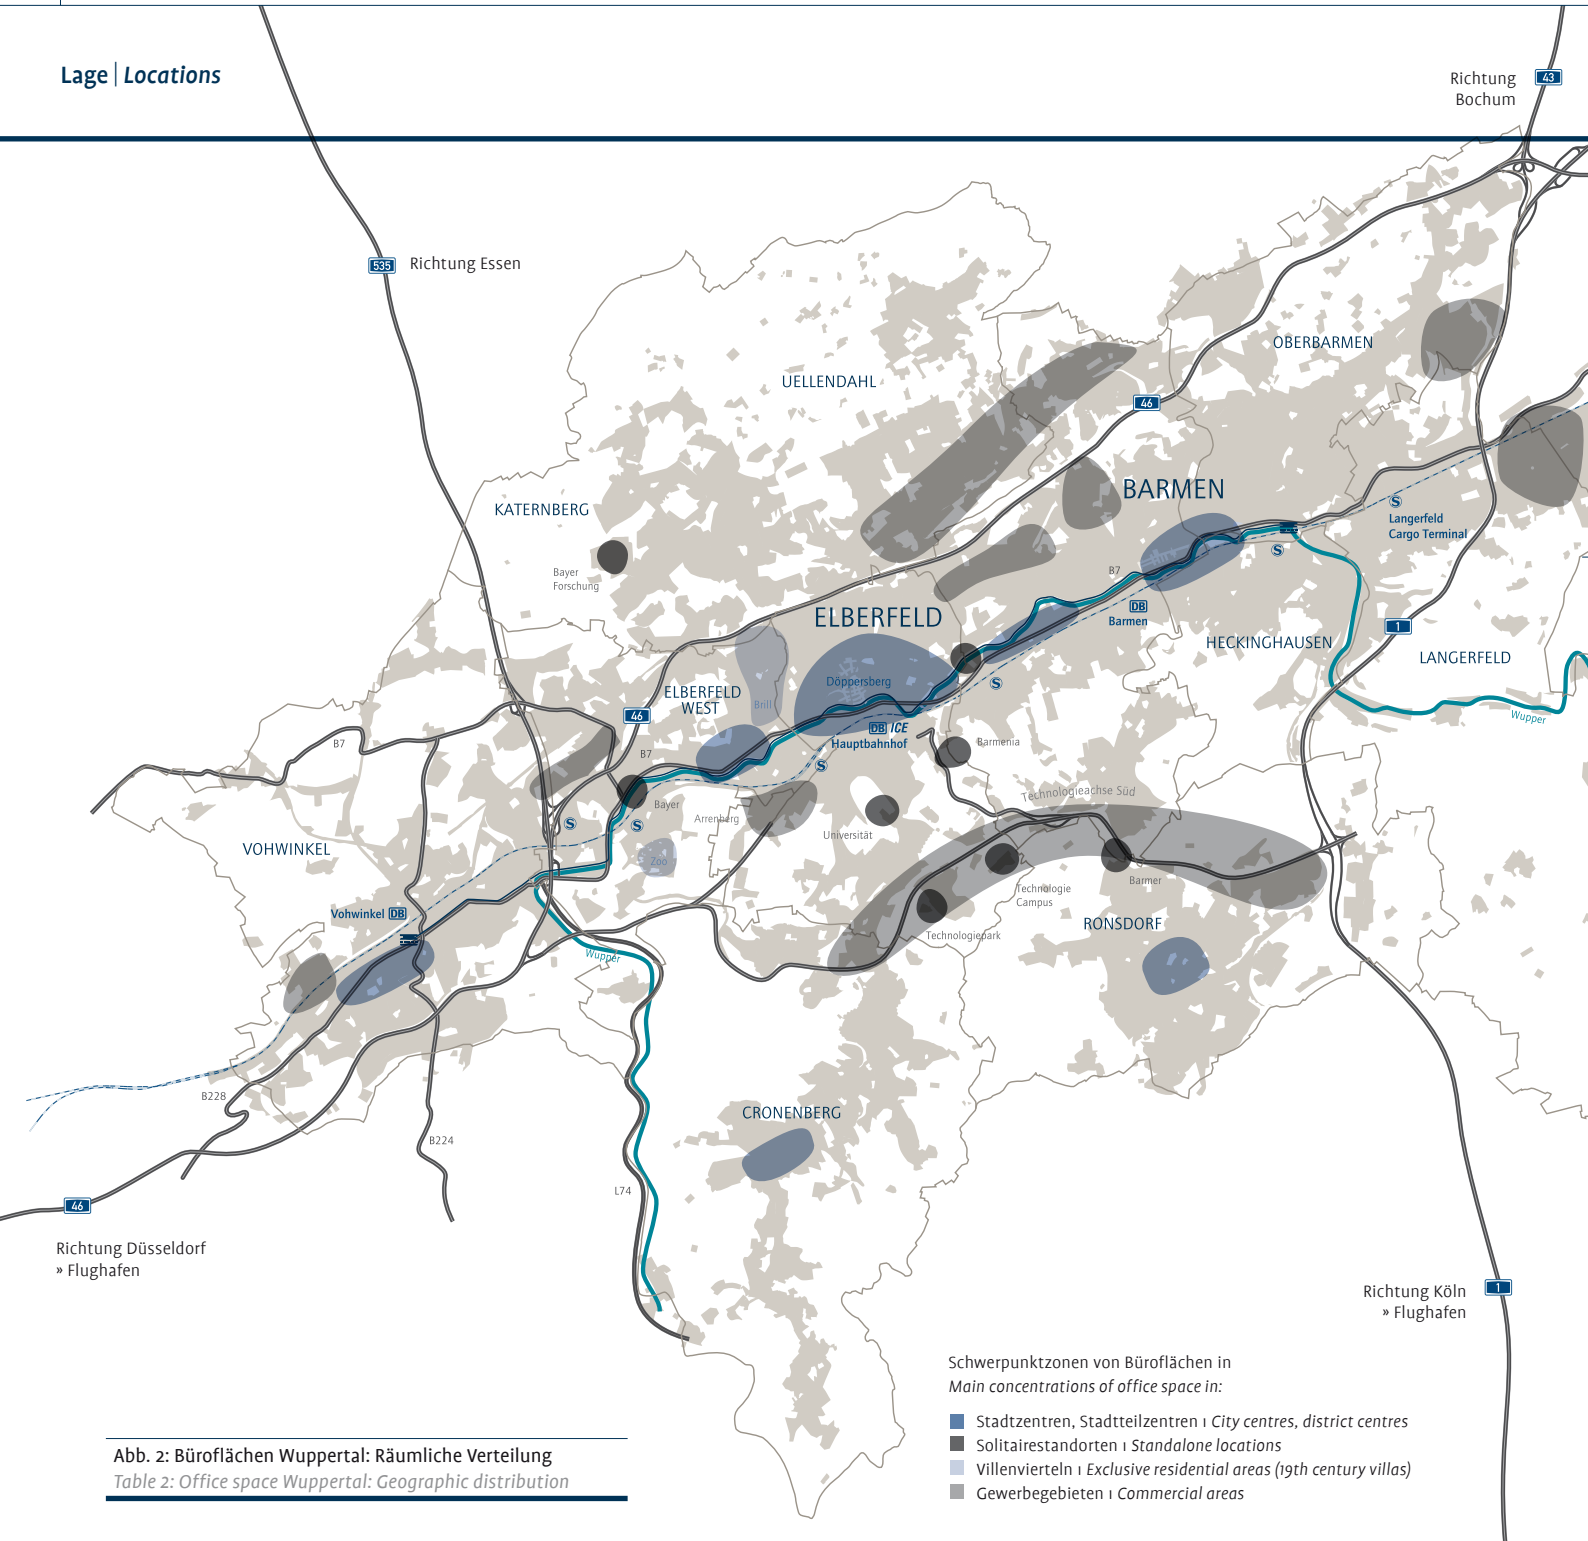 Lage | Locations
Richtung
Bochum
43
535
Richtung Essen
OBERBARMEN
UELLENDAHL
46
BARMEN
KATERNBERG
S
Langerfeld
Cargo Terminal
S
Bayer
Forschung
B7
DB
Barmen
ELBERFELD
1
HECKINGHAUSEN
LANGERFELD
Döppersberg
S
ELBERFELD
WEST
Brill
46
Wupper
DB ICE
Hauptbahnhof
B7
B7
Barmenia
S
Technologieachse Süd
Bayer
Arrenberg
S
S
Universität
VOHWINKEL
Zoo
Barmer
Technologie
Campus
Vohwinkel DB
RONSDORF
Technologiepark
Wupper
B228
CRONENBERG
B224
L74
46
Richtung Düsseldorf
» Flughafen
1
Richtung Köln
» Flughafen
Schwerpunktzonen von Büroflächen in
Main concentrations of office space in:
Stadtzentren, Stadtteilzentren I City centres, district centres
Solitairestandorten I Standalone locations
Villenvierteln I Exclusive residential areas (19th century villas)
Gewerbegebieten I Commercial areas
Abb. 2: Büroflächen Wuppertal: Räumliche Verteilung
Table 2: Office space Wuppertal: Geographic distribution